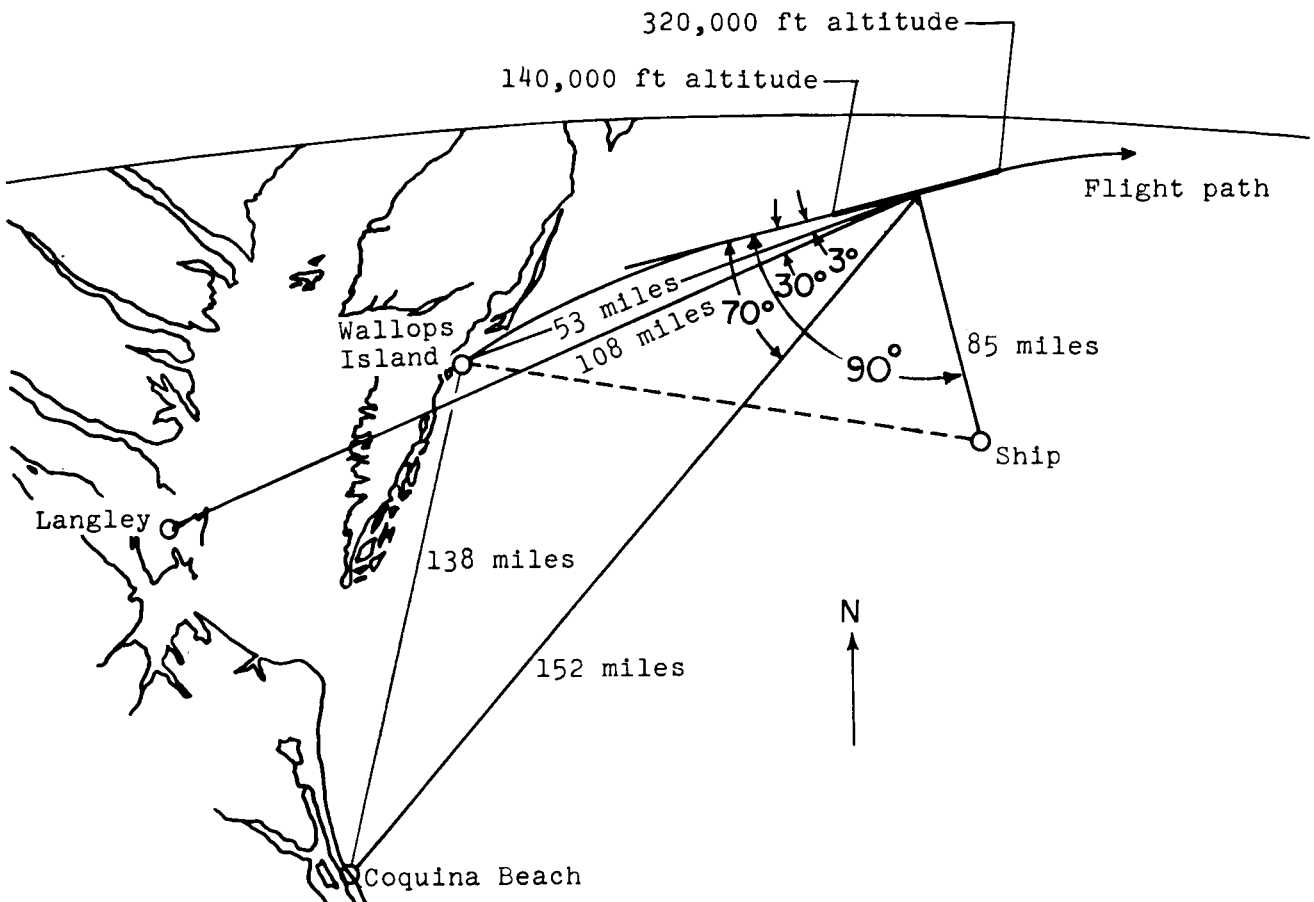 320,000 ft altitude
140,000 ft altitude
Flight path
53 miles
3°
30°
108 miles
70°
Wallops
Island
90°
85 miles
Ship
Langley
138 miles
N
152 miles
Coquina Beach